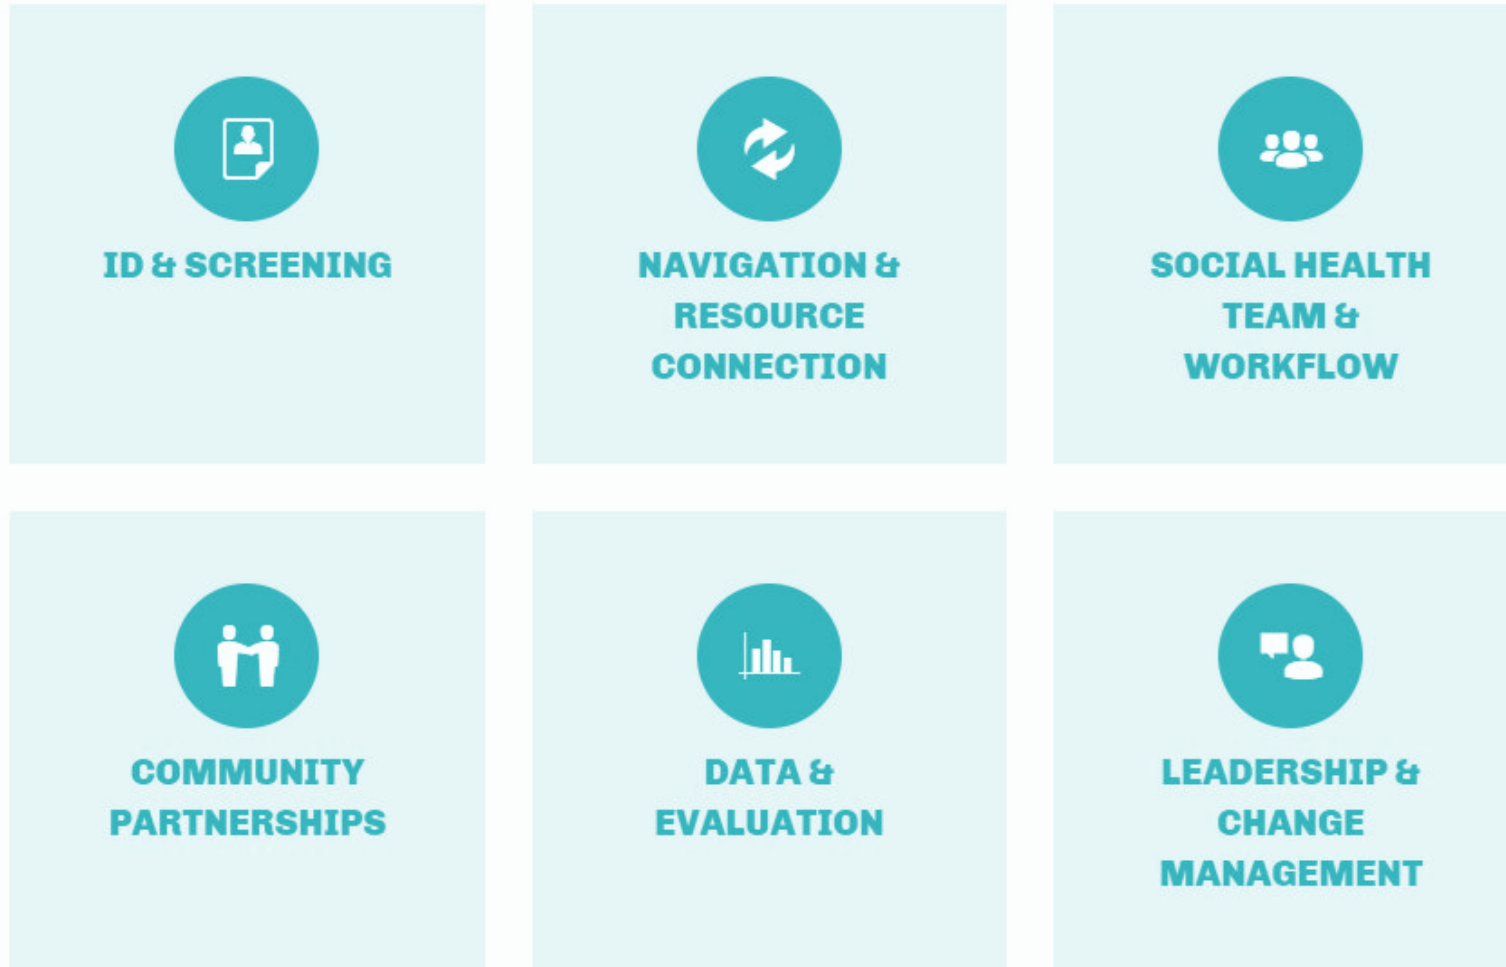 ID & SCREENING
NAVIGATION &
RESOURCE
CONNECTION
SOCIAL HEALTH
TEAM &
WORKFLOW
COMMUNITY
PARTNERSHIPS
DATA &
EVALUATION
LEADERSHIP &
CHANGE
MANAGEMENT